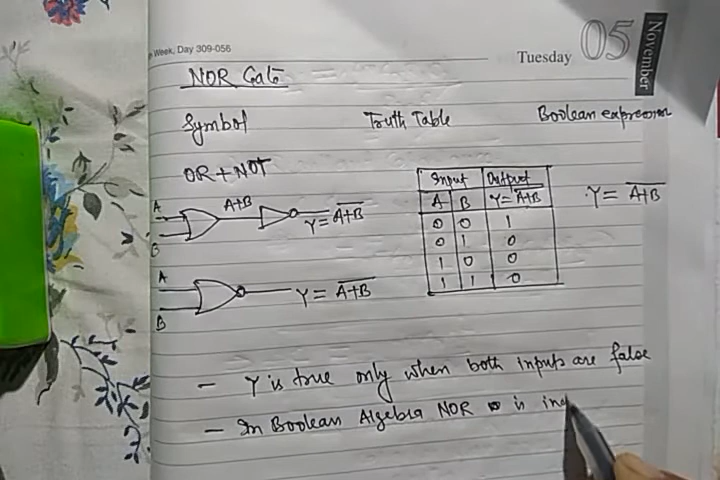 Week, Day 309-056
Tuesday 05 November
NOR Gate
Symbol Truth Table Boolean expression
OR + NOT
A A+B Y = A̅+̅B̅
B
A Y = A̅+̅B̅
B
Input Output
A B Y = A̅+̅B̅
0 0 1
0 1 0
1 0 0
1 1 0
Y = A̅+̅B̅
- Y is true only when both inputs are false
- In Boolean Algebra NOR is